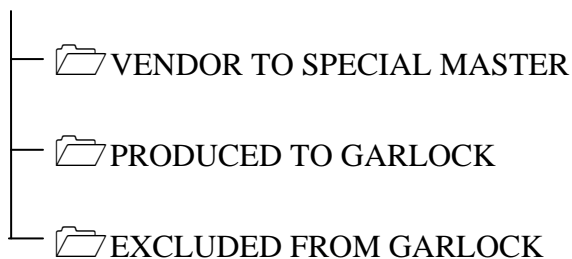 VENDOR TO SPECIAL MASTER
PRODUCED TO GARLOCK
EXCLUDED FROM GARLOCK